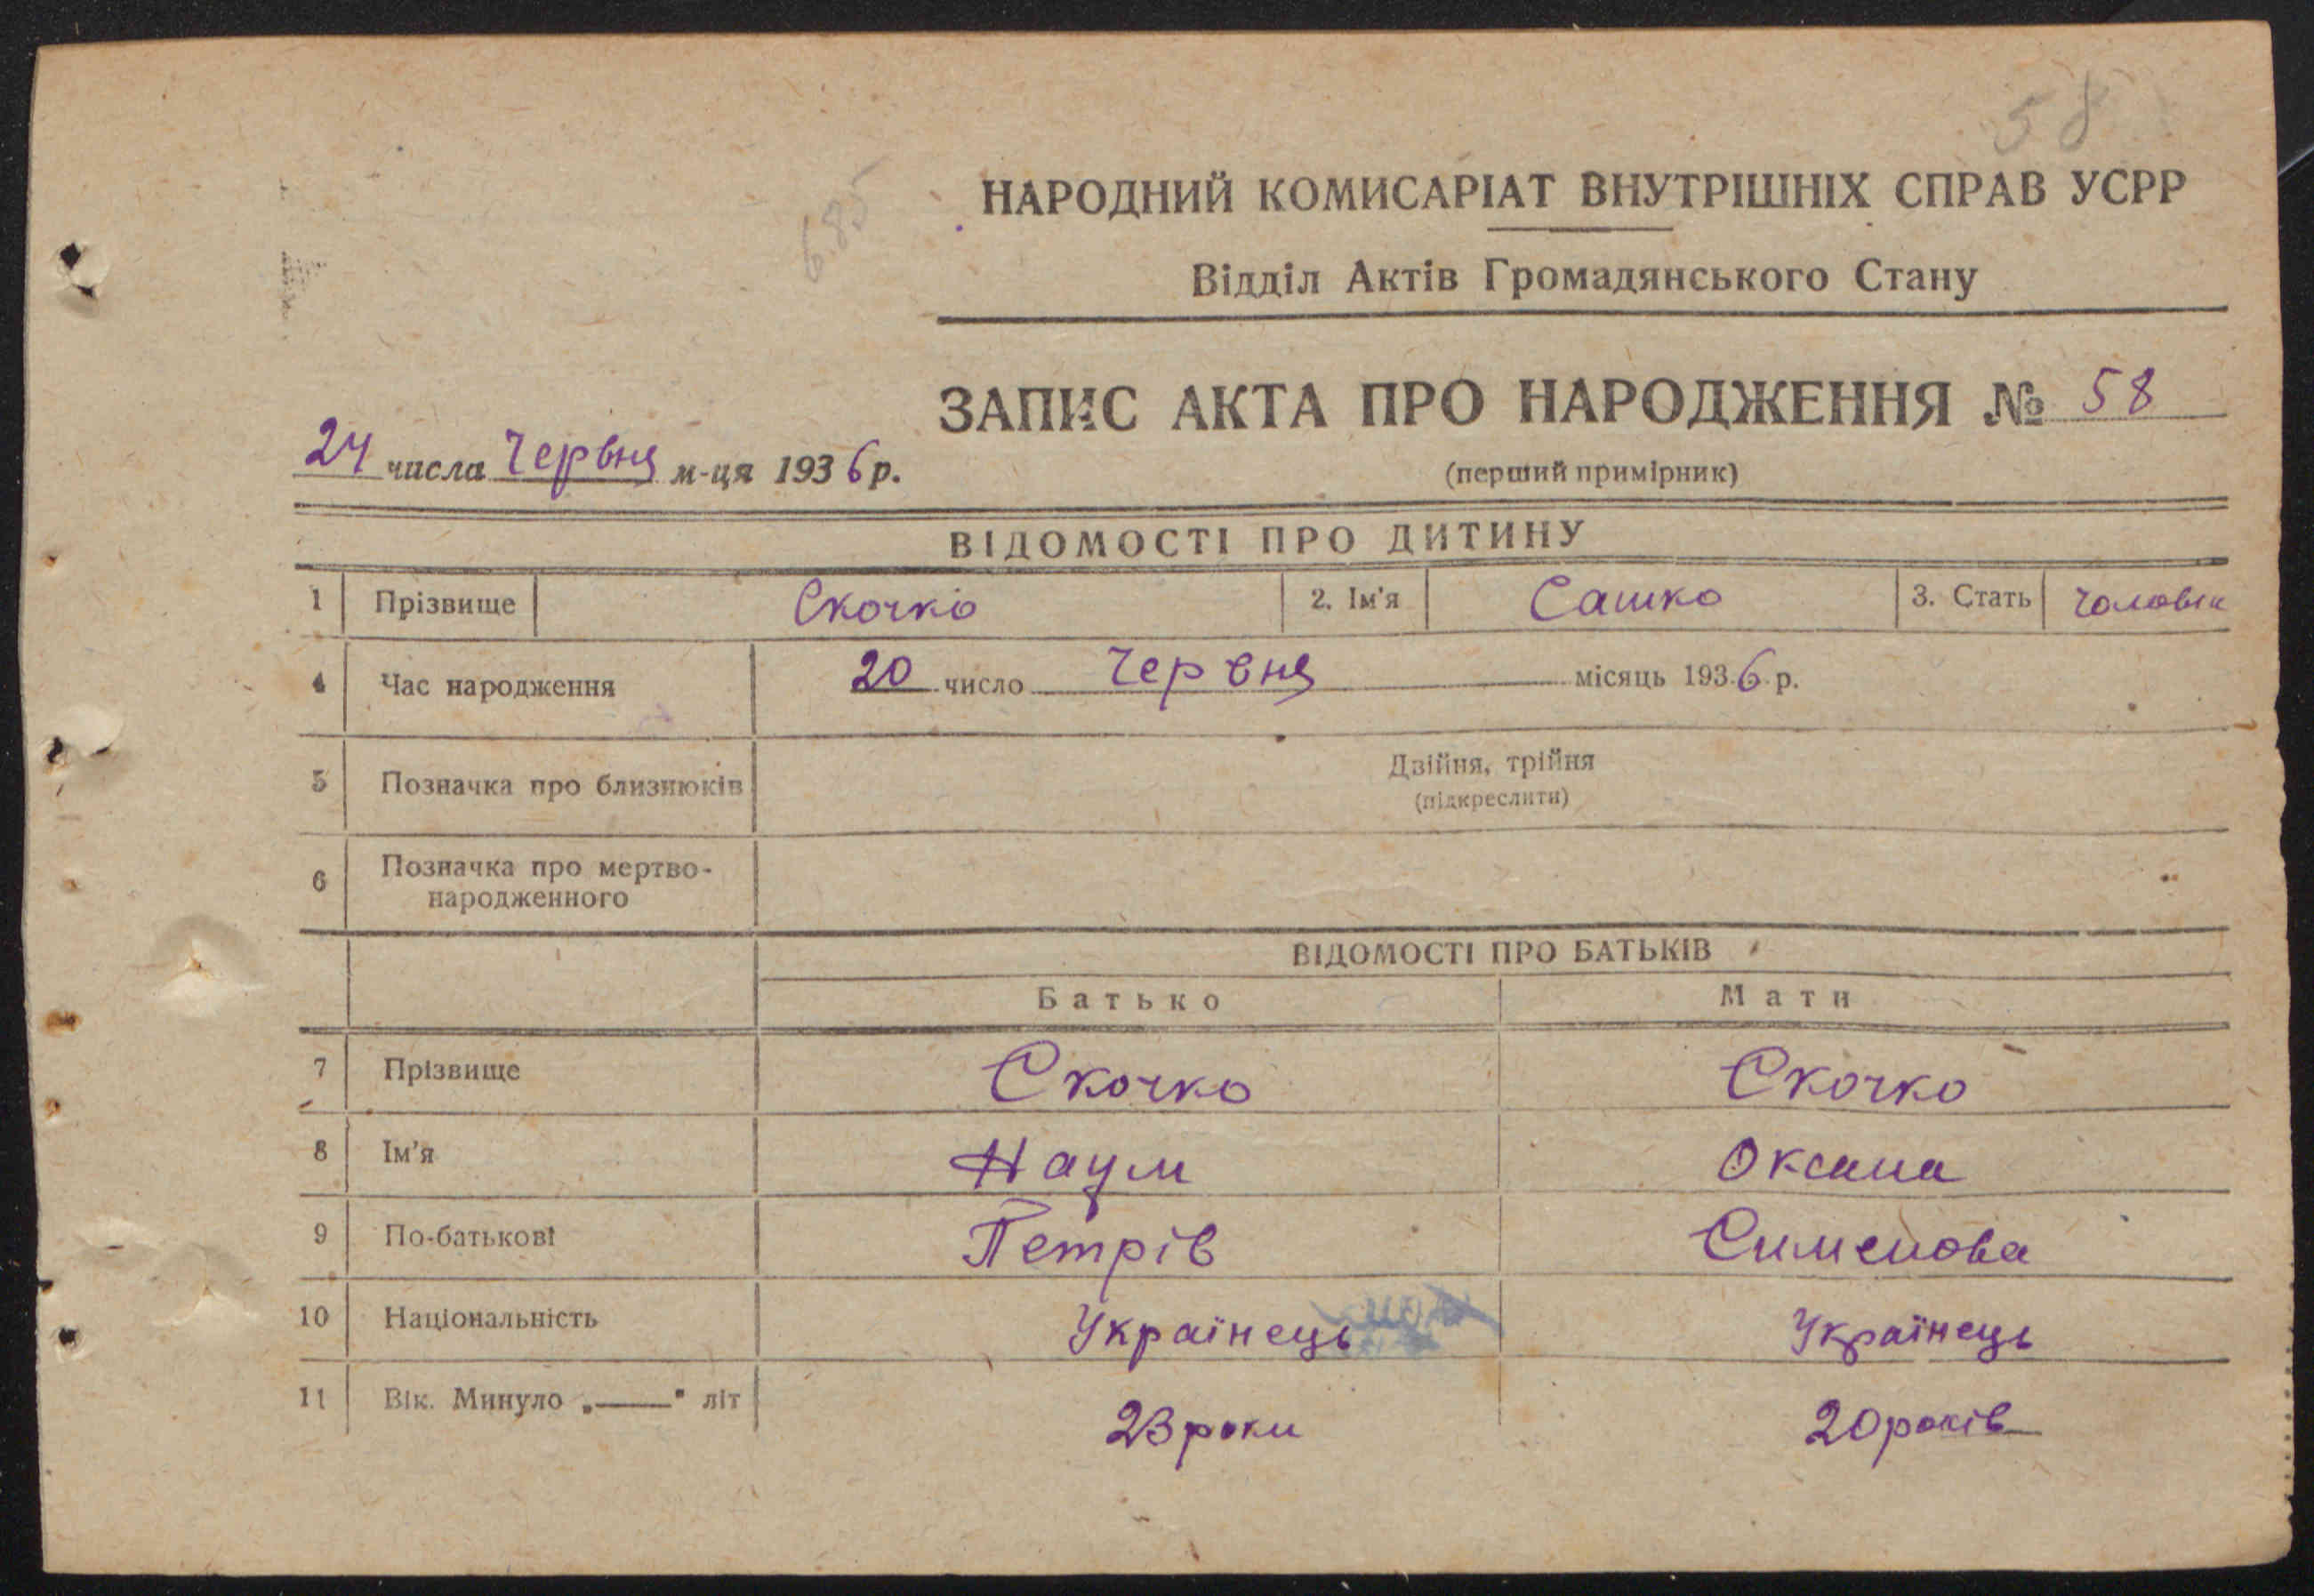 58
685
НАРОДНИЙ КОМИСАРІАТ ВНУТРІШНІХ СПРАВ УСРР
Відділ Актів Громадянського Стану
ЗАПИС АКТА ПРО НАРОДЖЕННЯ № 58
24 числа Червня м-ця 1936 р.
(перший примірник)
ВІДОМОСТІ ПРО ДИТИНУ
1 Прізвище Скочко 2. Ім'я Сашко 3. Стать чоловік
4 Час народження 20 число Червня місяць 1936 р.
5 Позначка про близнюків Двійня, трійня
(підкреслити)
6 Позначка про мертво-
народженного
ВІДОМОСТІ ПРО БАТЬКІВ
Батько Мати
7 Прізвище Скочко Скочко
8 Ім'я Наум Оксана
9 По-батькові Петрів Сименова
10 Національність Українець Українець
11 Вік. Минуло „——" літ 23 роки 20 років